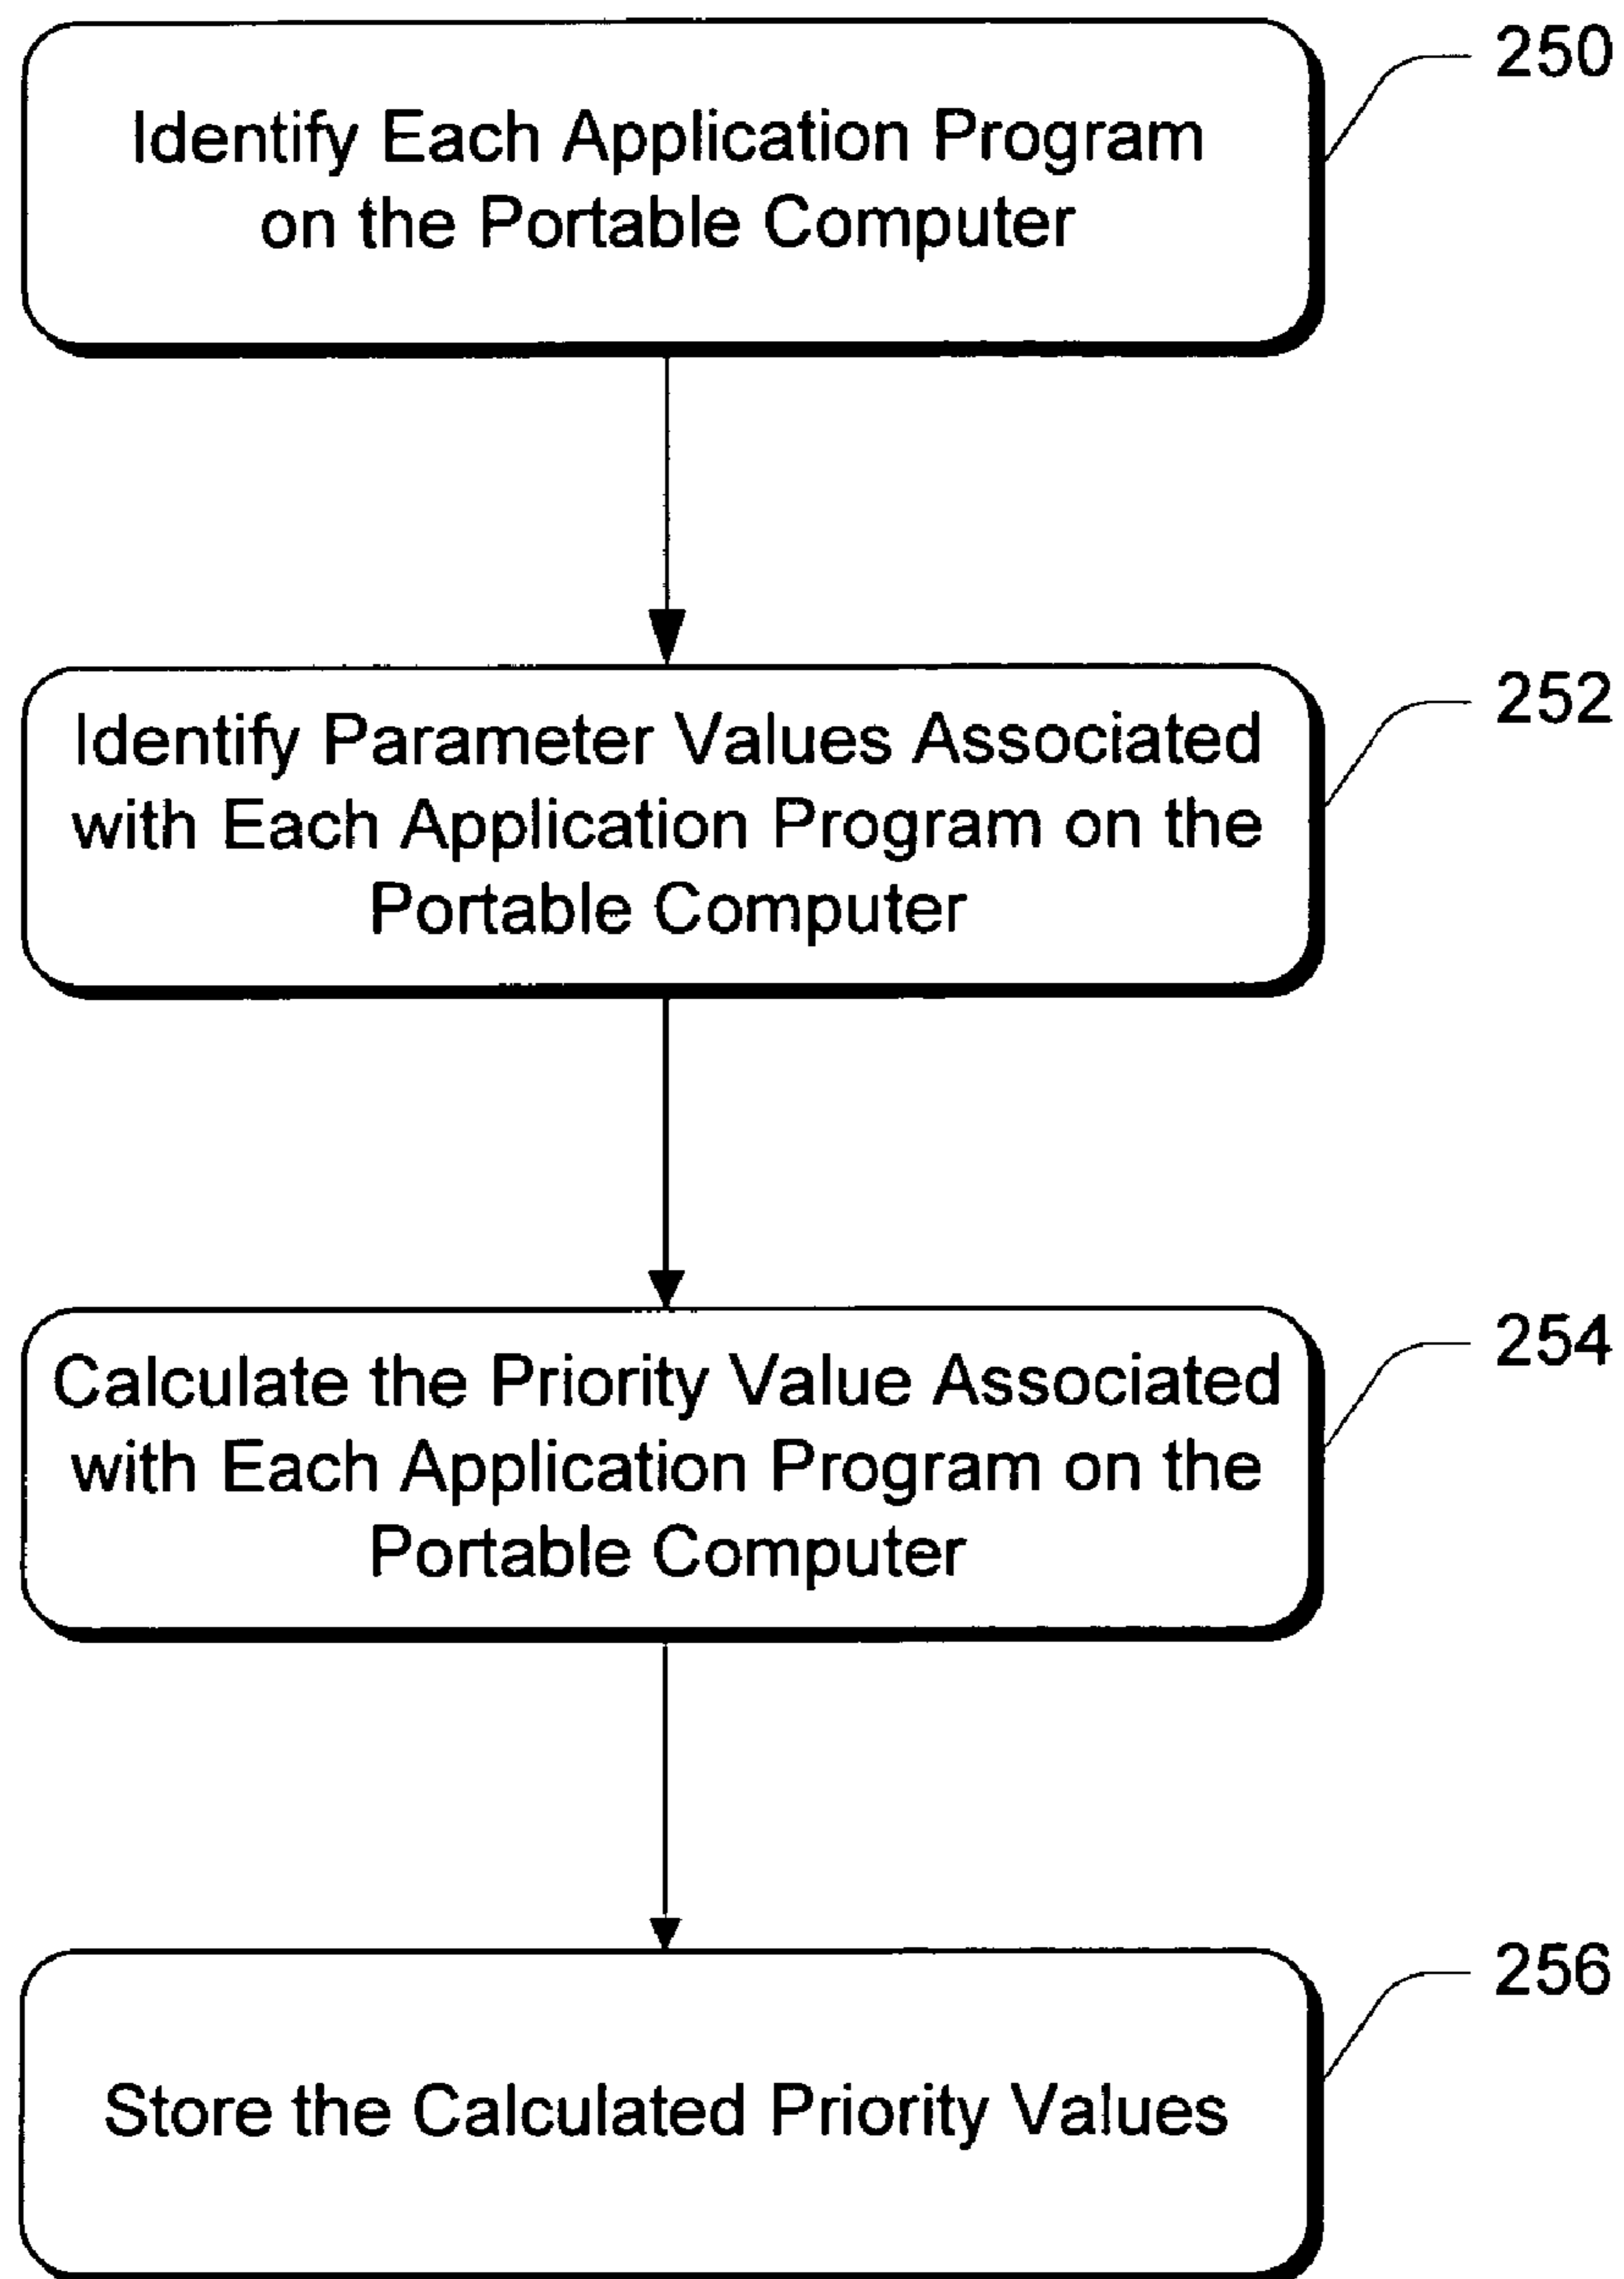 250
Identify Each Application Program
on the Portable Computer
252
Identify Parameter Values Associated
with Each Application Program on the
Portable Computer
254
Calculate the Priority Value Associated
with Each Application Program on the
Portable Computer
256
Store the Calculated Priority Values